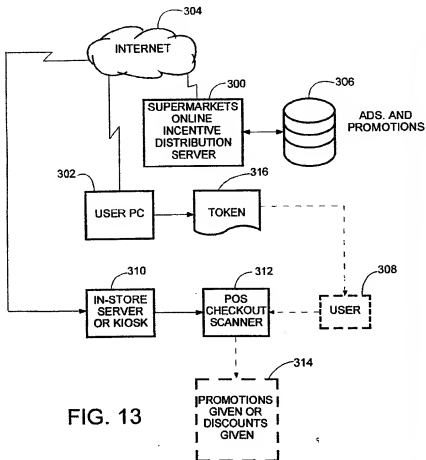 304
INTERNET
300
306
SUPERMARKETS
ONLINE
INCENTIVE
DISTRIBUTION
SERVER
ADS. AND
PROMOTIONS
302
316
USER PC
TOKEN
310
312
308
IN-STORE
SERVER
OR KIOSK
POS
CHECKOUT
SCANNER
USER
314
PROMOTIONS
GIVEN OR
DISCOUNTS
GIVEN
FIG. 13